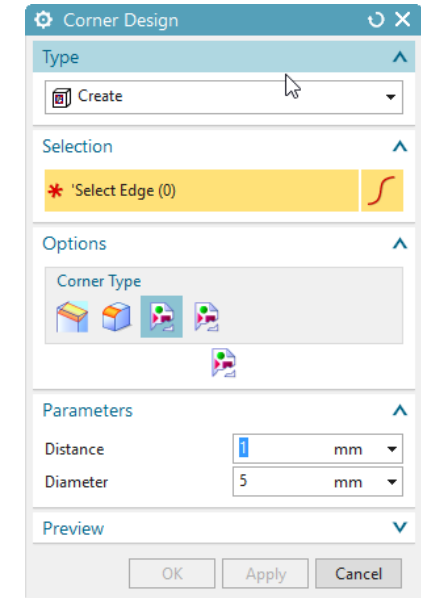 Corner Design
Type
Create
Selection
* 'Select Edge (0)
Options
Corner Type
Parameters
Distance 1 mm
Diameter 5 mm
Preview
OK Apply Cancel